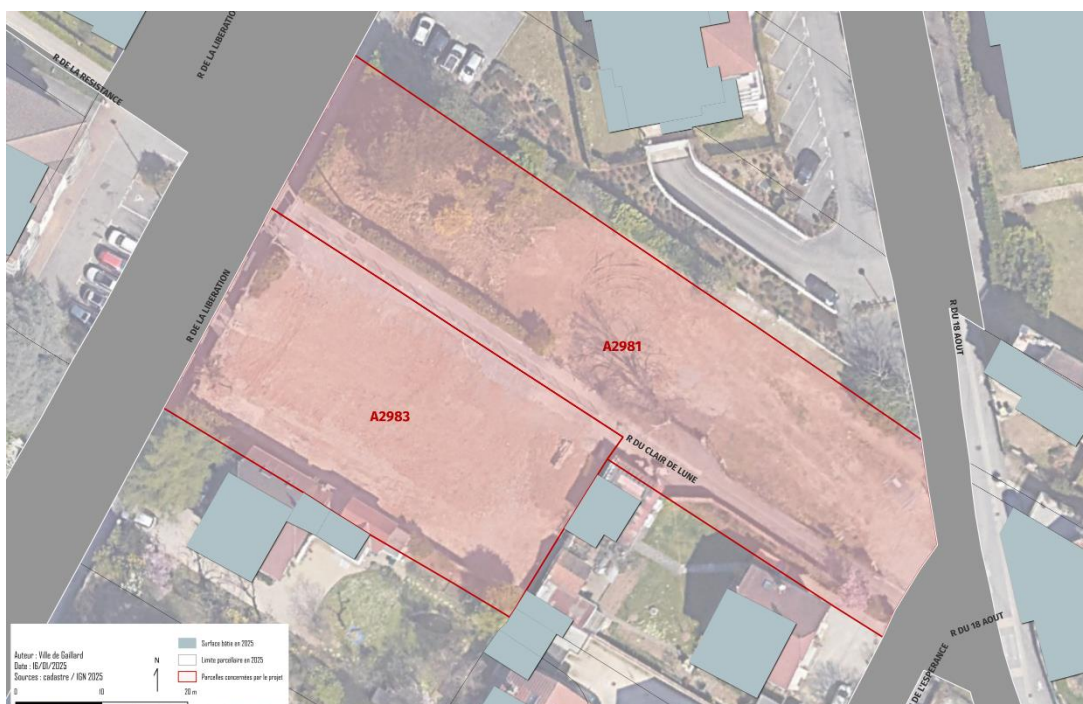 R DE LA LIBERATION
R DE LA RESISTANCE
R DE LA LIBERATION
A2981
R DU 18 AOUT
A2983
R DU CLAIR DE LUNE
R DU 18 AOUT
DE L'ESPERANCE
Auteur : Ville de Gaillard
Date : 16/01/2025
Sources : cadastre / IGN 2025
N
0 10 20 m
Surface bâtie en 2025
Limite parcellaire en 2025
Parcelles concernées par le projet